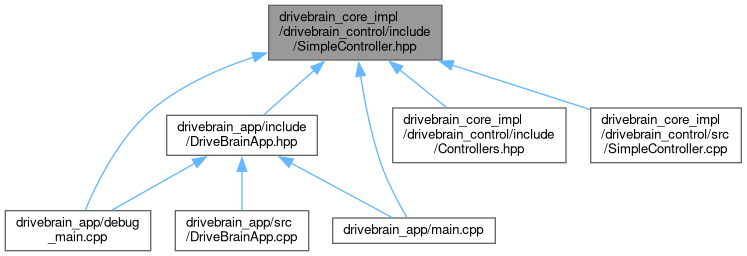 drivebrain_core_impl
/drivebrain_control/include
/SimpleController.hpp
drivebrain_app/include
/DriveBrainApp.hpp
drivebrain_core_impl
/drivebrain_control/include
/Controllers.hpp
drivebrain_core_impl
/drivebrain_control/src
/SimpleController.cpp
drivebrain_app/debug
_main.cpp
drivebrain_app/src
/DriveBrainApp.cpp
drivebrain_app/main.cpp